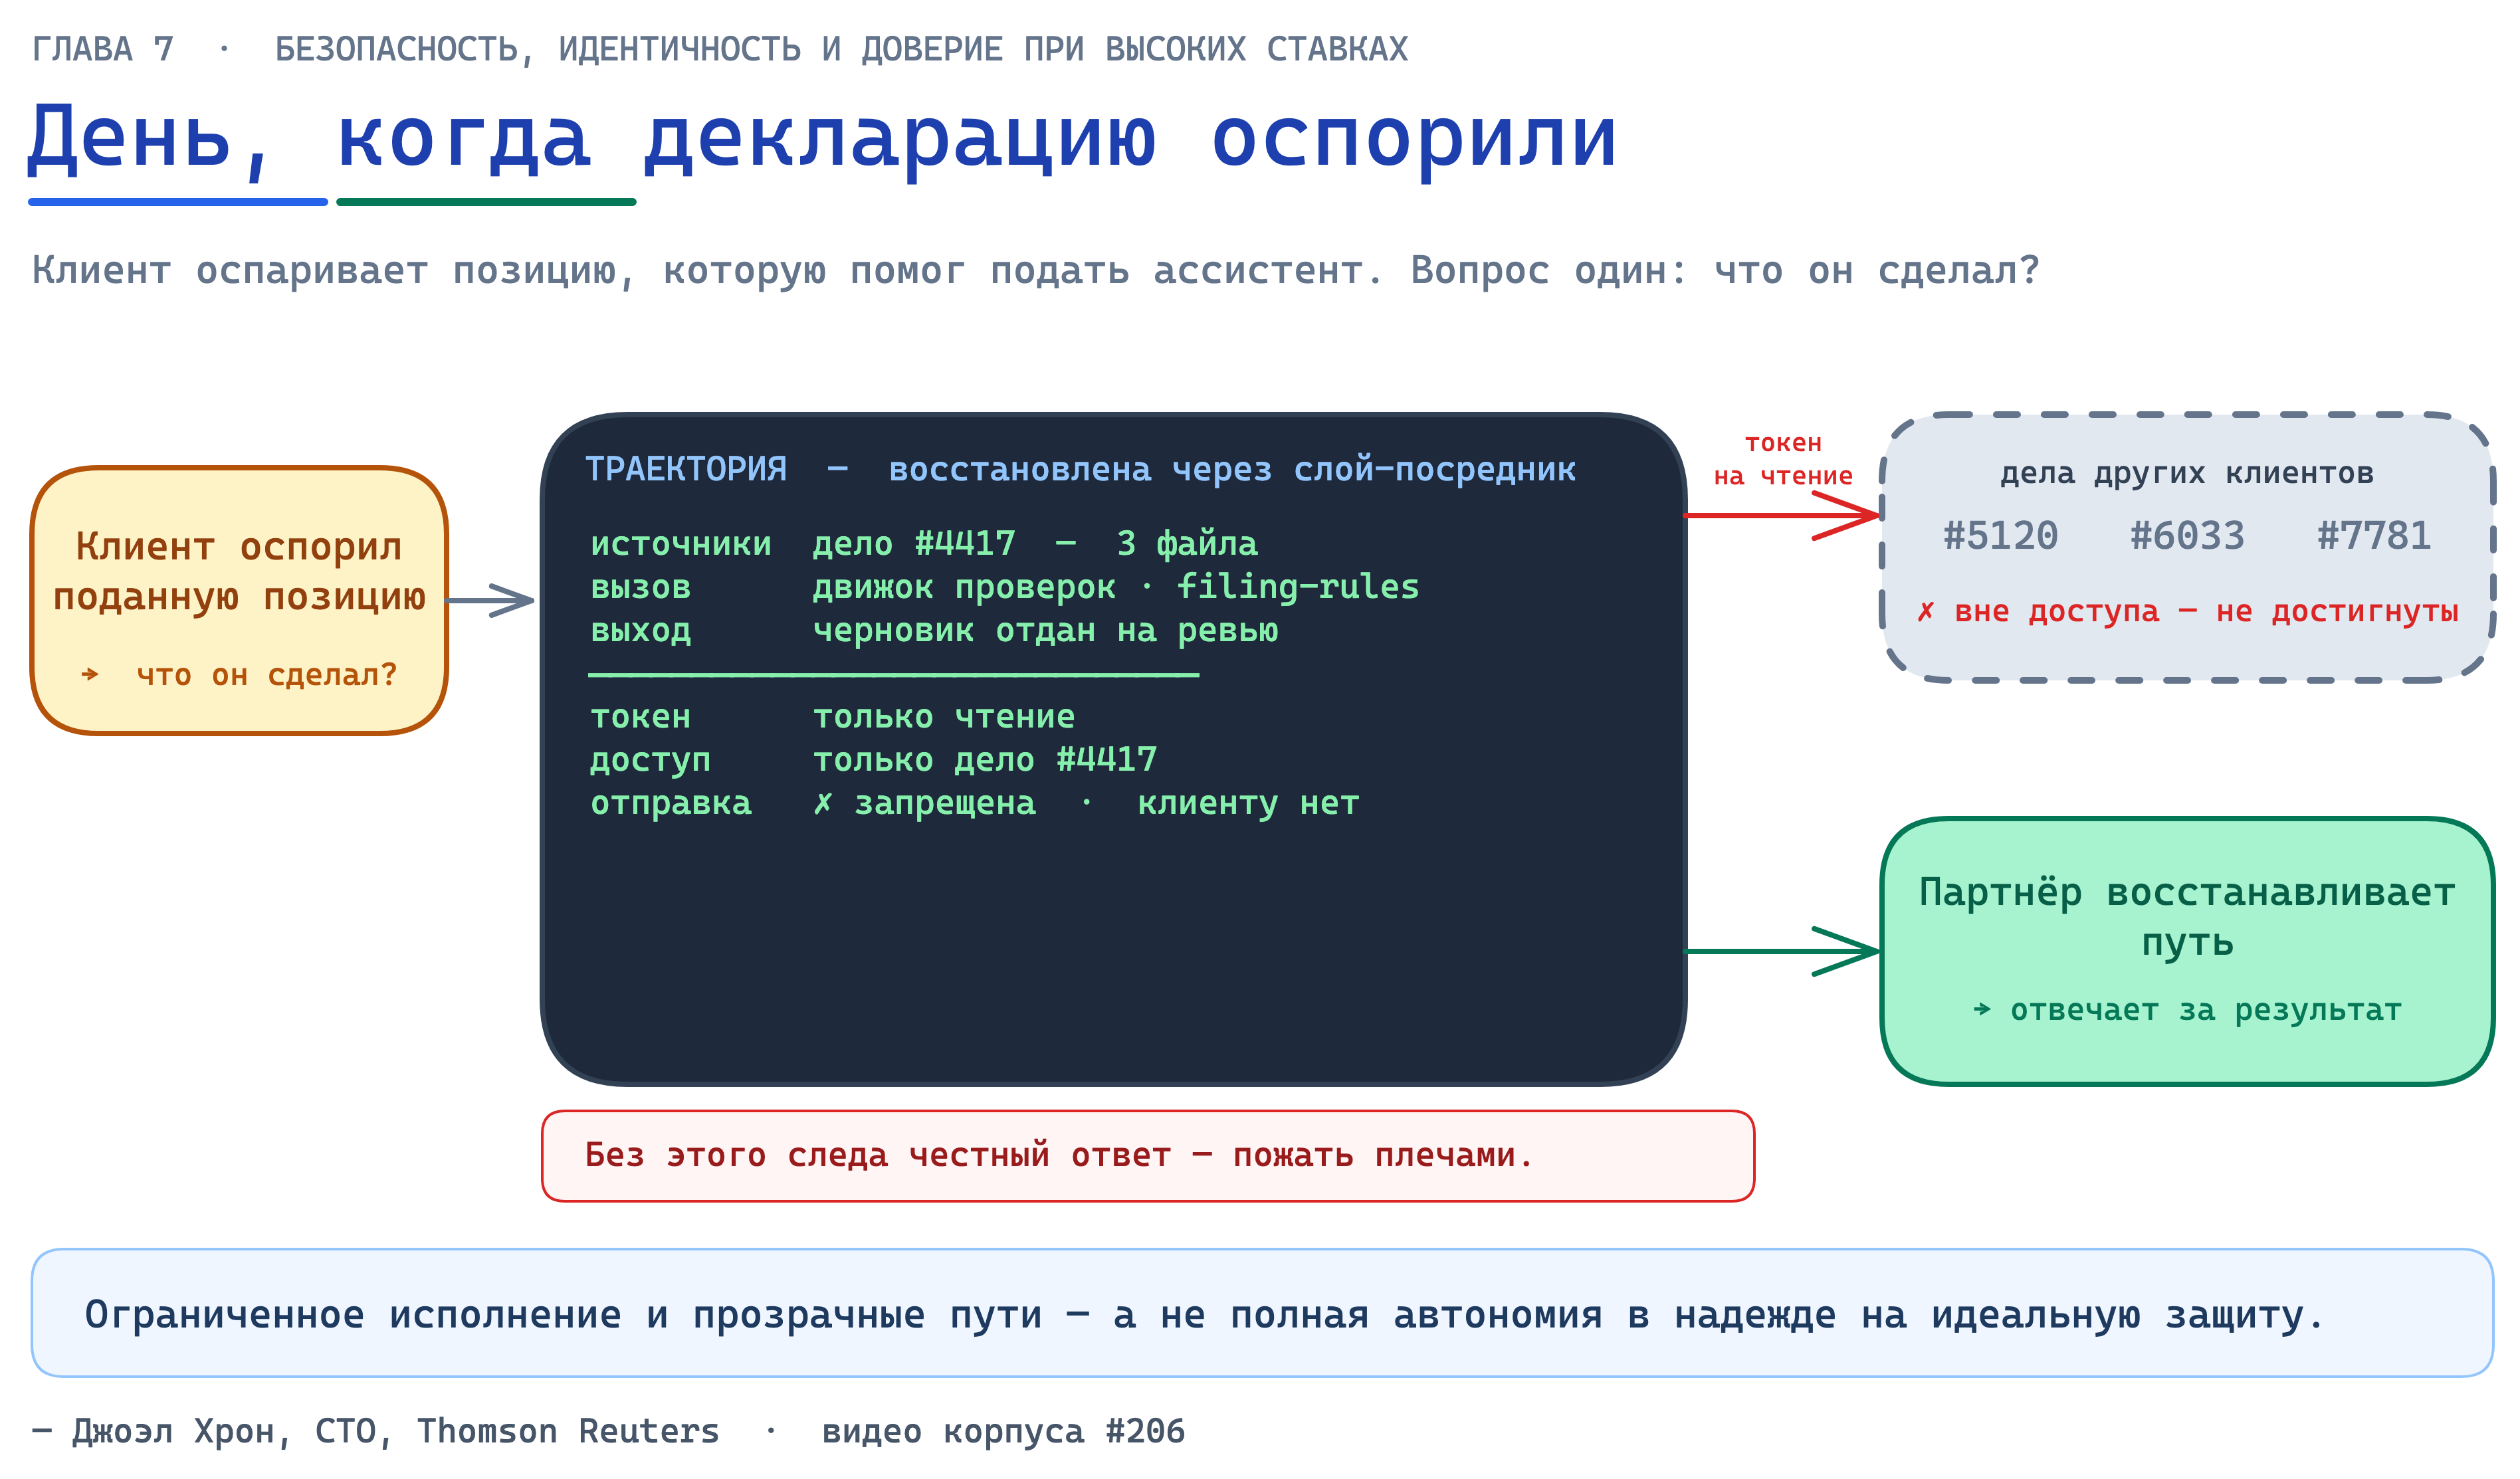 ГЛАВА 7 · БЕЗОПАСНОСТЬ, ИДЕНТИЧНОСТЬ И ДОВЕРИЕ ПРИ ВЫСОКИХ СТАВКАХ
День, когда декларацию оспорили
Клиент оспаривает позицию, которую помог подать ассистент. Вопрос один: что он сделал?
Клиент оспорил
поданную позицию
→ что он сделал?
ТРАЕКТОРИЯ — восстановлена через слой-посредник
источники дело #4417 — 3 файла
вызов движок проверок · filing-rules
выход черновик отдан на ревью
токен только чтение
доступ только дело #4417
отправка ✗ запрещена · клиенту нет
токен
на чтение
дела других клиентов
#5120 #6033 #7781
✗ вне доступа — не достигнуты
Партнёр восстанавливает
путь
→ отвечает за результат
Без этого следа честный ответ — пожать плечами.
Ограниченное исполнение и прозрачные пути — а не полная автономия в надежде на идеальную защиту.
— Джоэл Хрон, CTO, Thomson Reuters · видео корпуса #206